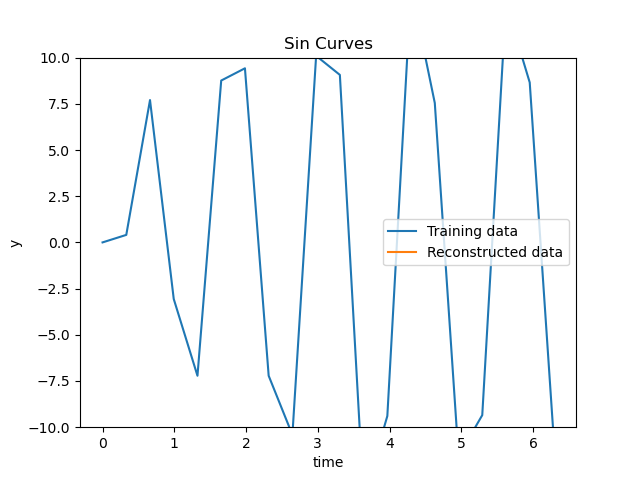 Sin Curves
10.0
7.5
5.0
2.5
0.0
−2.5
−5.0
−7.5
−10.0
y
Training data
Reconstructed data
0 1 2 3 4 5 6
time